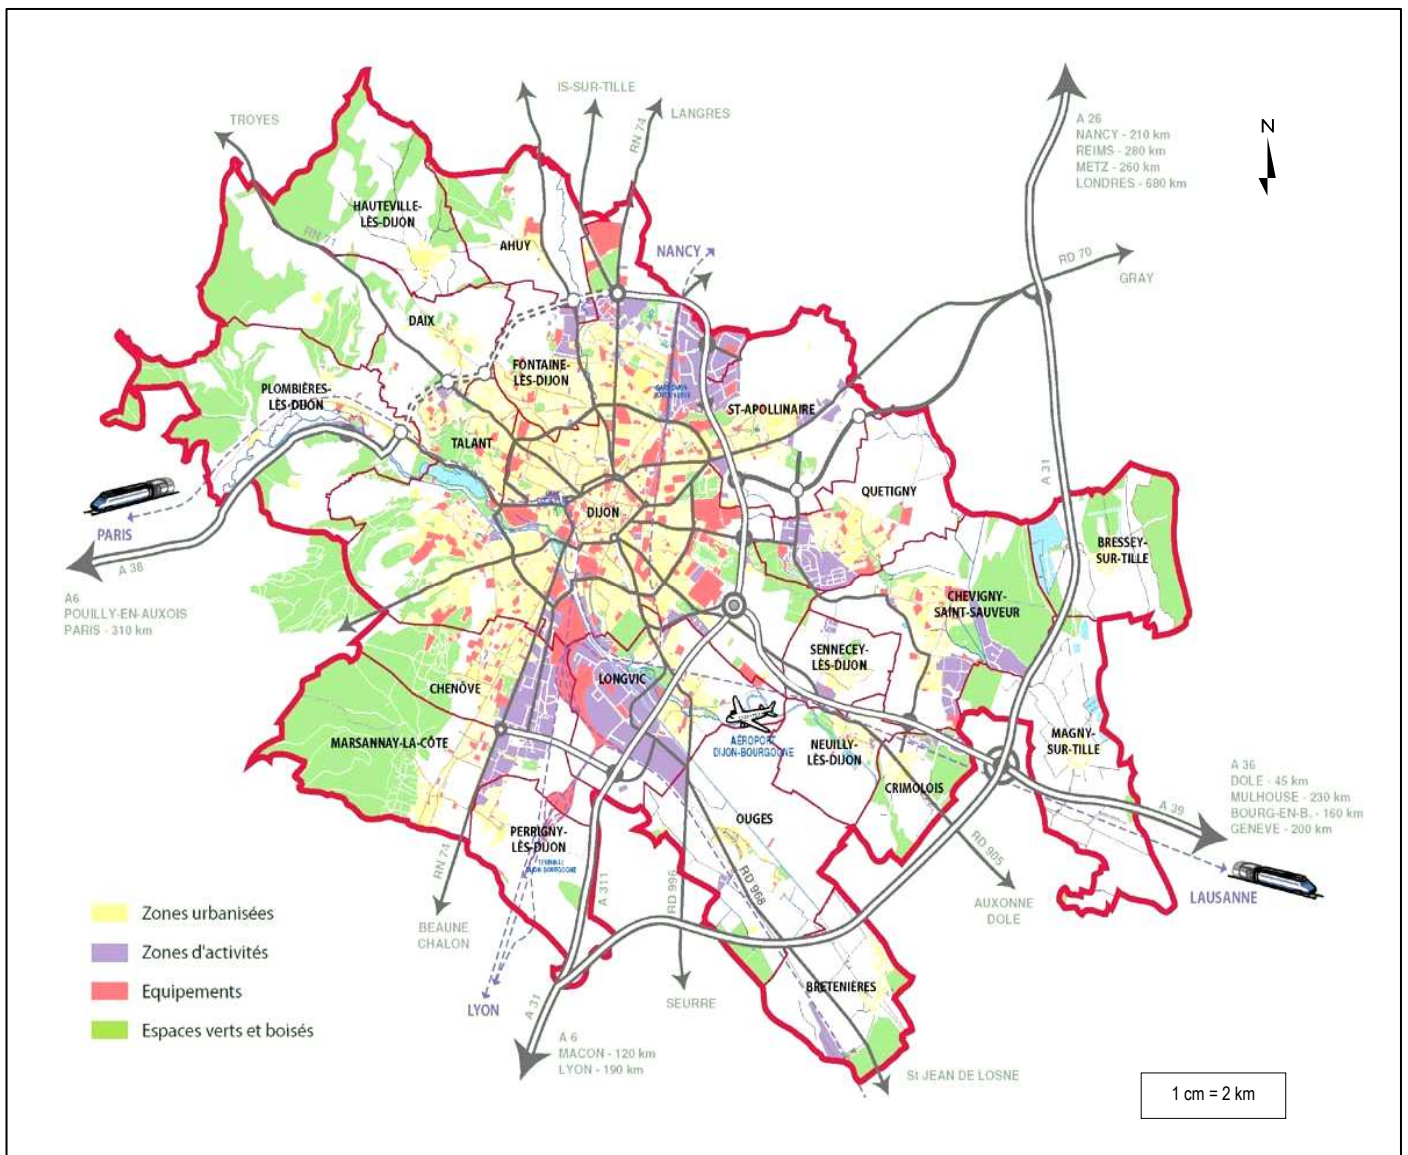 IS-SUR-TILLE
TROYES
LANGRES
RN 74
A 26
NANCY - 210 km
REIMS - 280 km
METZ - 260 km
LONDRES - 680 km
N
HAUTEVILLE-
LÈS-DIJON
RN 71
AHUY
NANCY
RD 70
GRAY
DAIX
FONTAINE-
LÈS-DIJON
PLOMBIÈRES-
LÈS-DIJON
ST-APOLLINAIRE
TALANT
A 31
QUETIGNY
DIJON
PARIS
A 38
BRESSEY-
SUR-TILLE
A6
POUILLY-EN-AUXOIS
PARIS - 310 km
CHEVIGNY-
SAINT-SAUVEUR
SENNECEY-
LÈS-DIJON
LONGVIC
CHENÔVE
MARSANNAY-LA-CÔTE
AÉROPORT
DIJON-BOURGOGNE
NEUILLY-
LÈS-DIJON
MAGNY-
SUR-TILLE
CRIMOLOIS
A 36
DOLE - 45 km
MULHOUSE - 230 km
BOURG-EN-B. - 160 km
GENEVE - 200 km
A 39
OUGES
PERRIGNY-
LÈS-DIJON
RD 905
RN 74
A 311
RD 996
RD 968
LAUSANNE
AUXONNE
DOLE
BEAUNE
CHALON
Zones urbanisées
Zones d'activités
Equipements
Espaces verts et boisés
BRETENIÈRES
SEURRE
LYON
A 31
A 6
MACON - 120 km
LYON - 190 km
St JEAN DE LOSNE
1 cm = 2 km